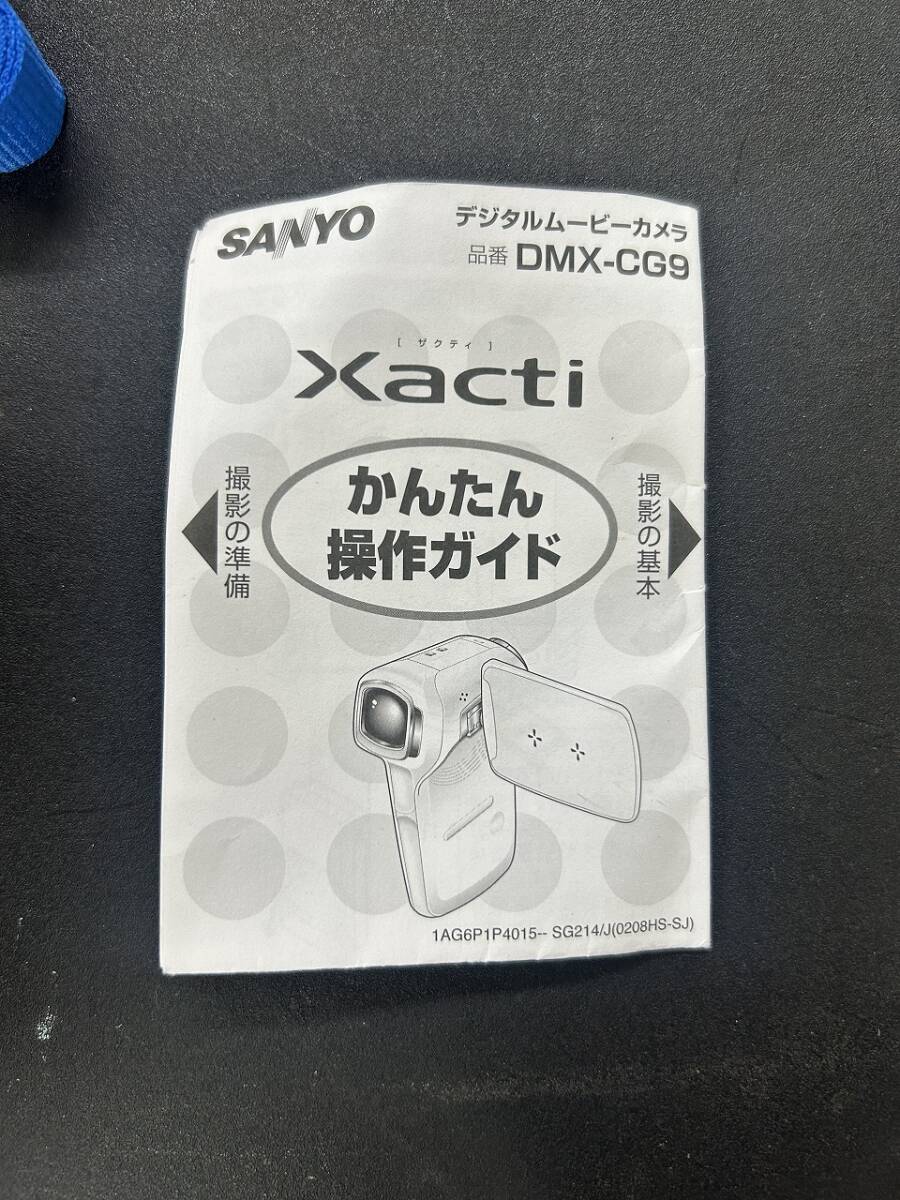 SANYO
デジタルムービーカメラ
品番 DMX-CG9
[ ザクティ ]
Xacti
かんたん
操作ガイド
撮影の準備
撮影の基本
1AG6P1P4015-- SG214/J(0208HS-SJ)